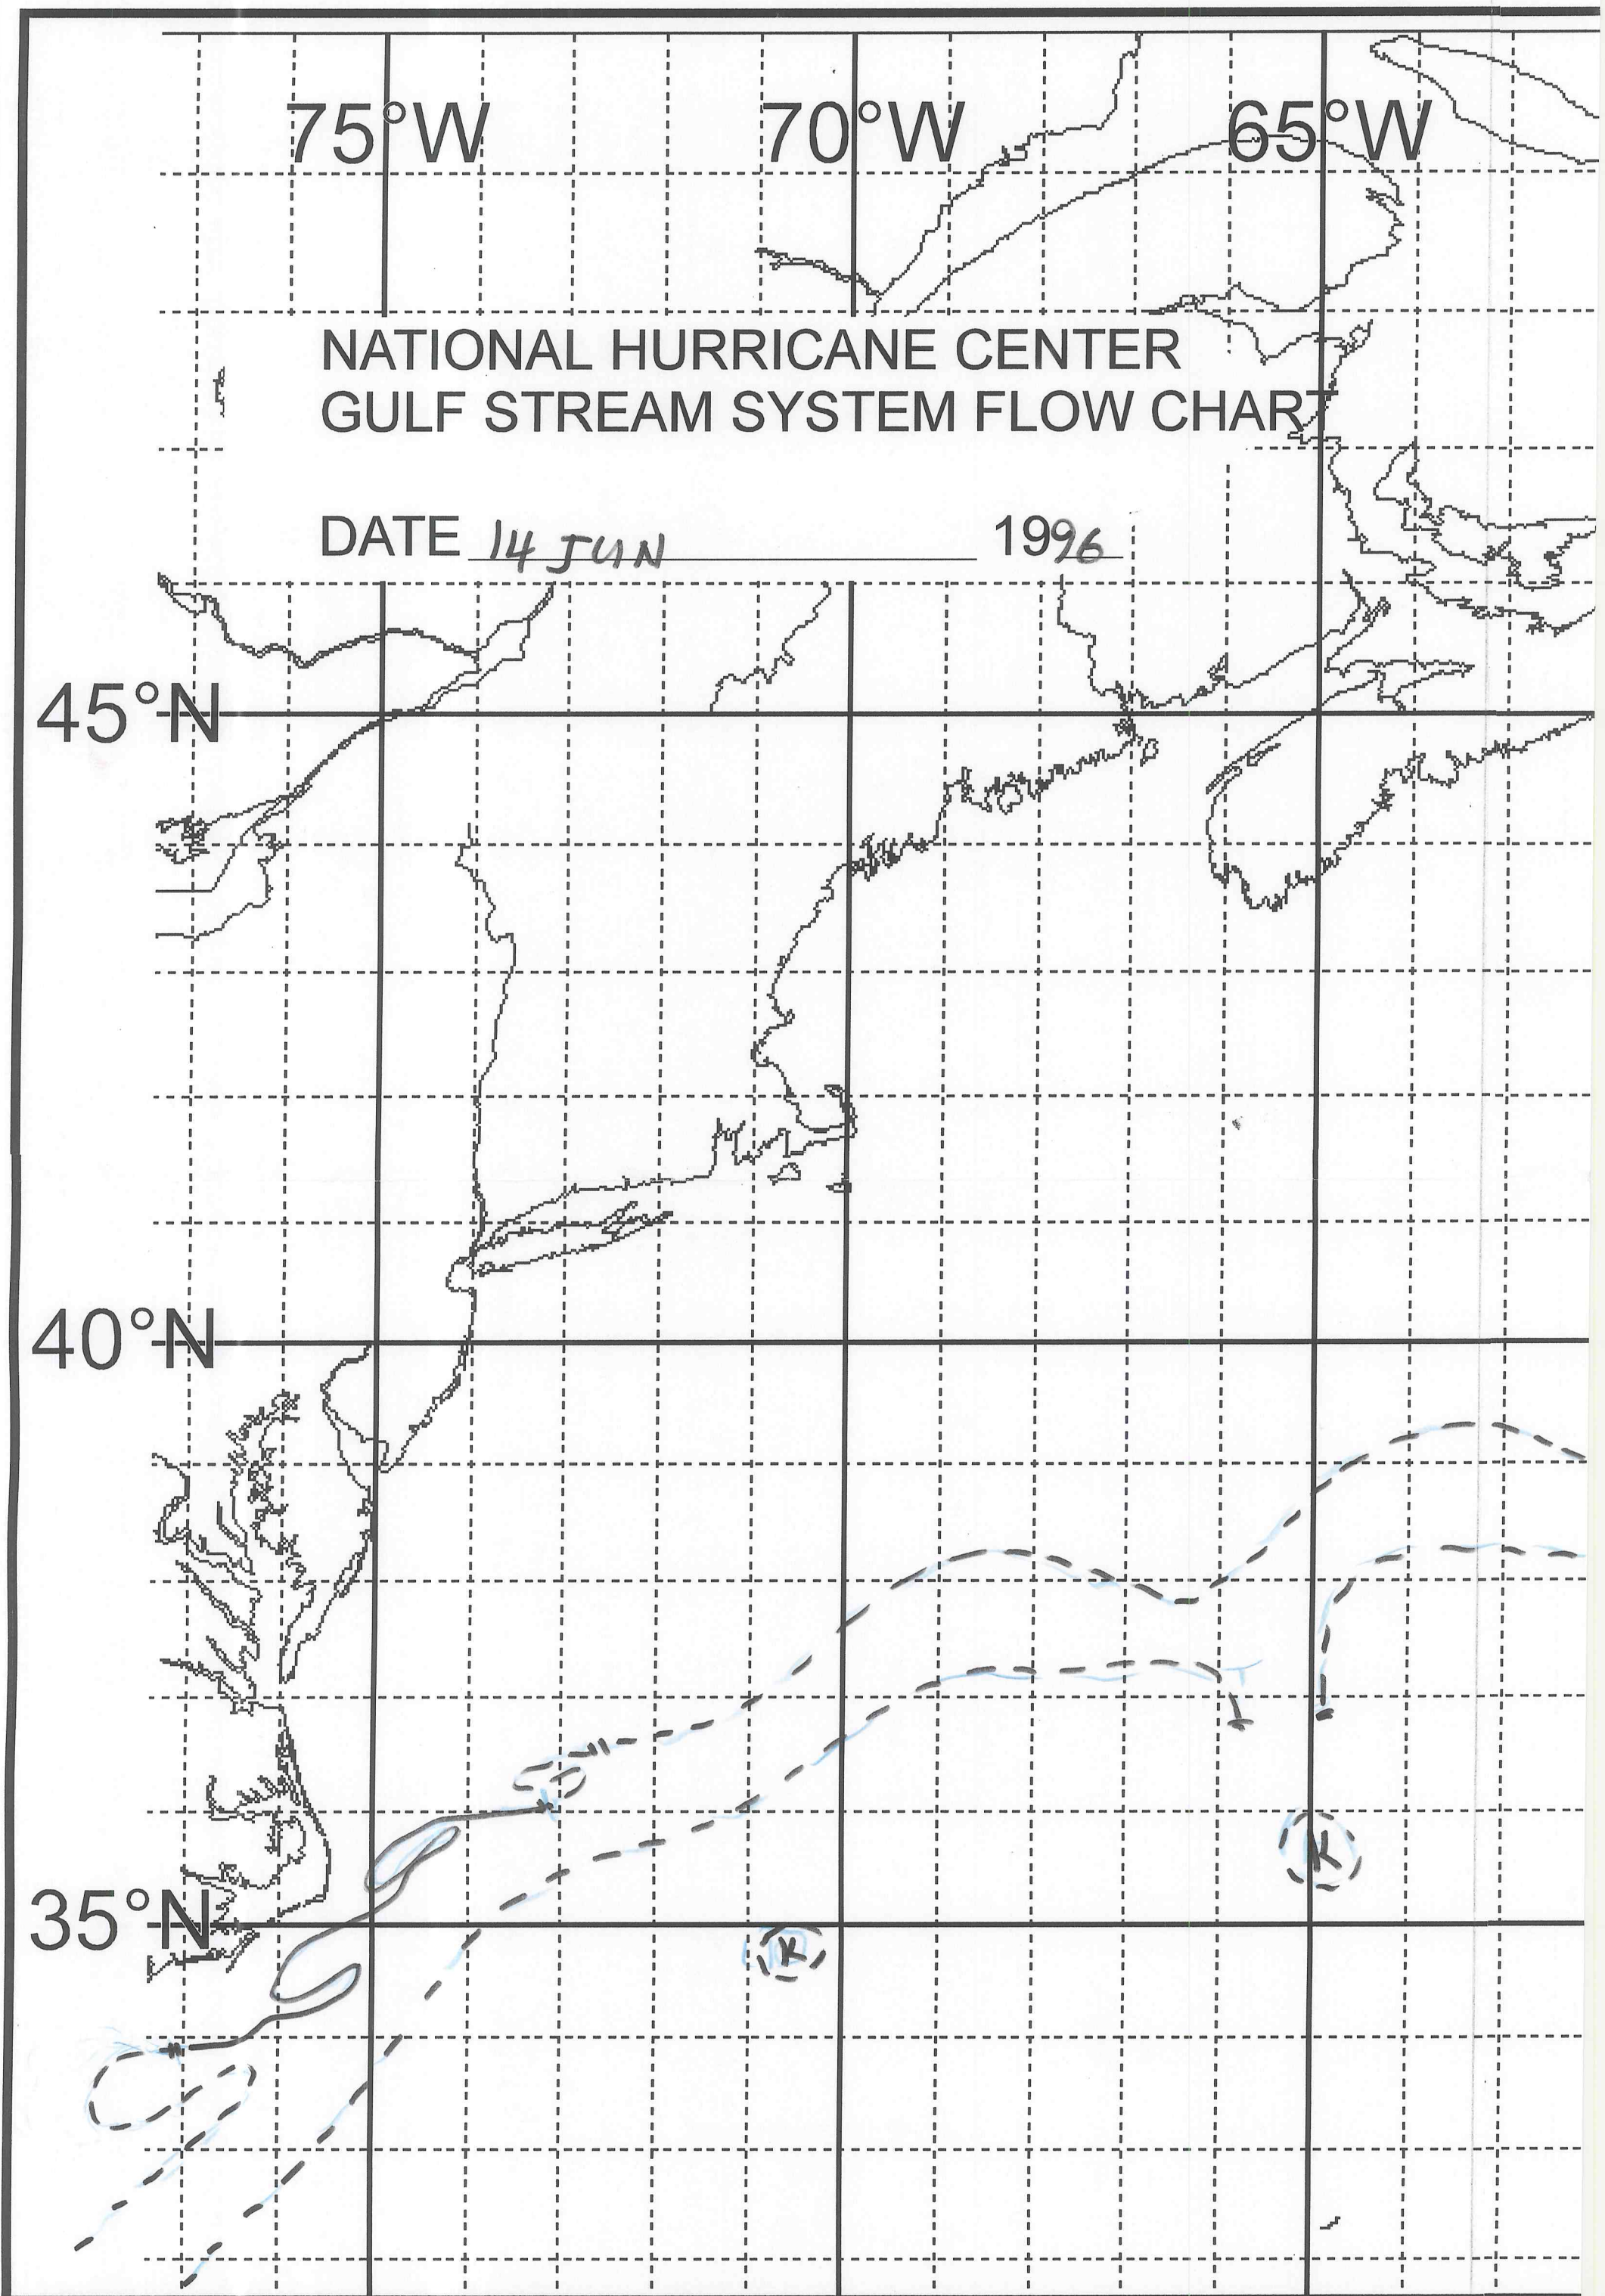 75°W 70°W 65°W
NATIONAL HURRICANE CENTER
GULF STREAM SYSTEM FLOW CHART
DATE 14 JUN 1996
45°N
40°N
35°N
K
K